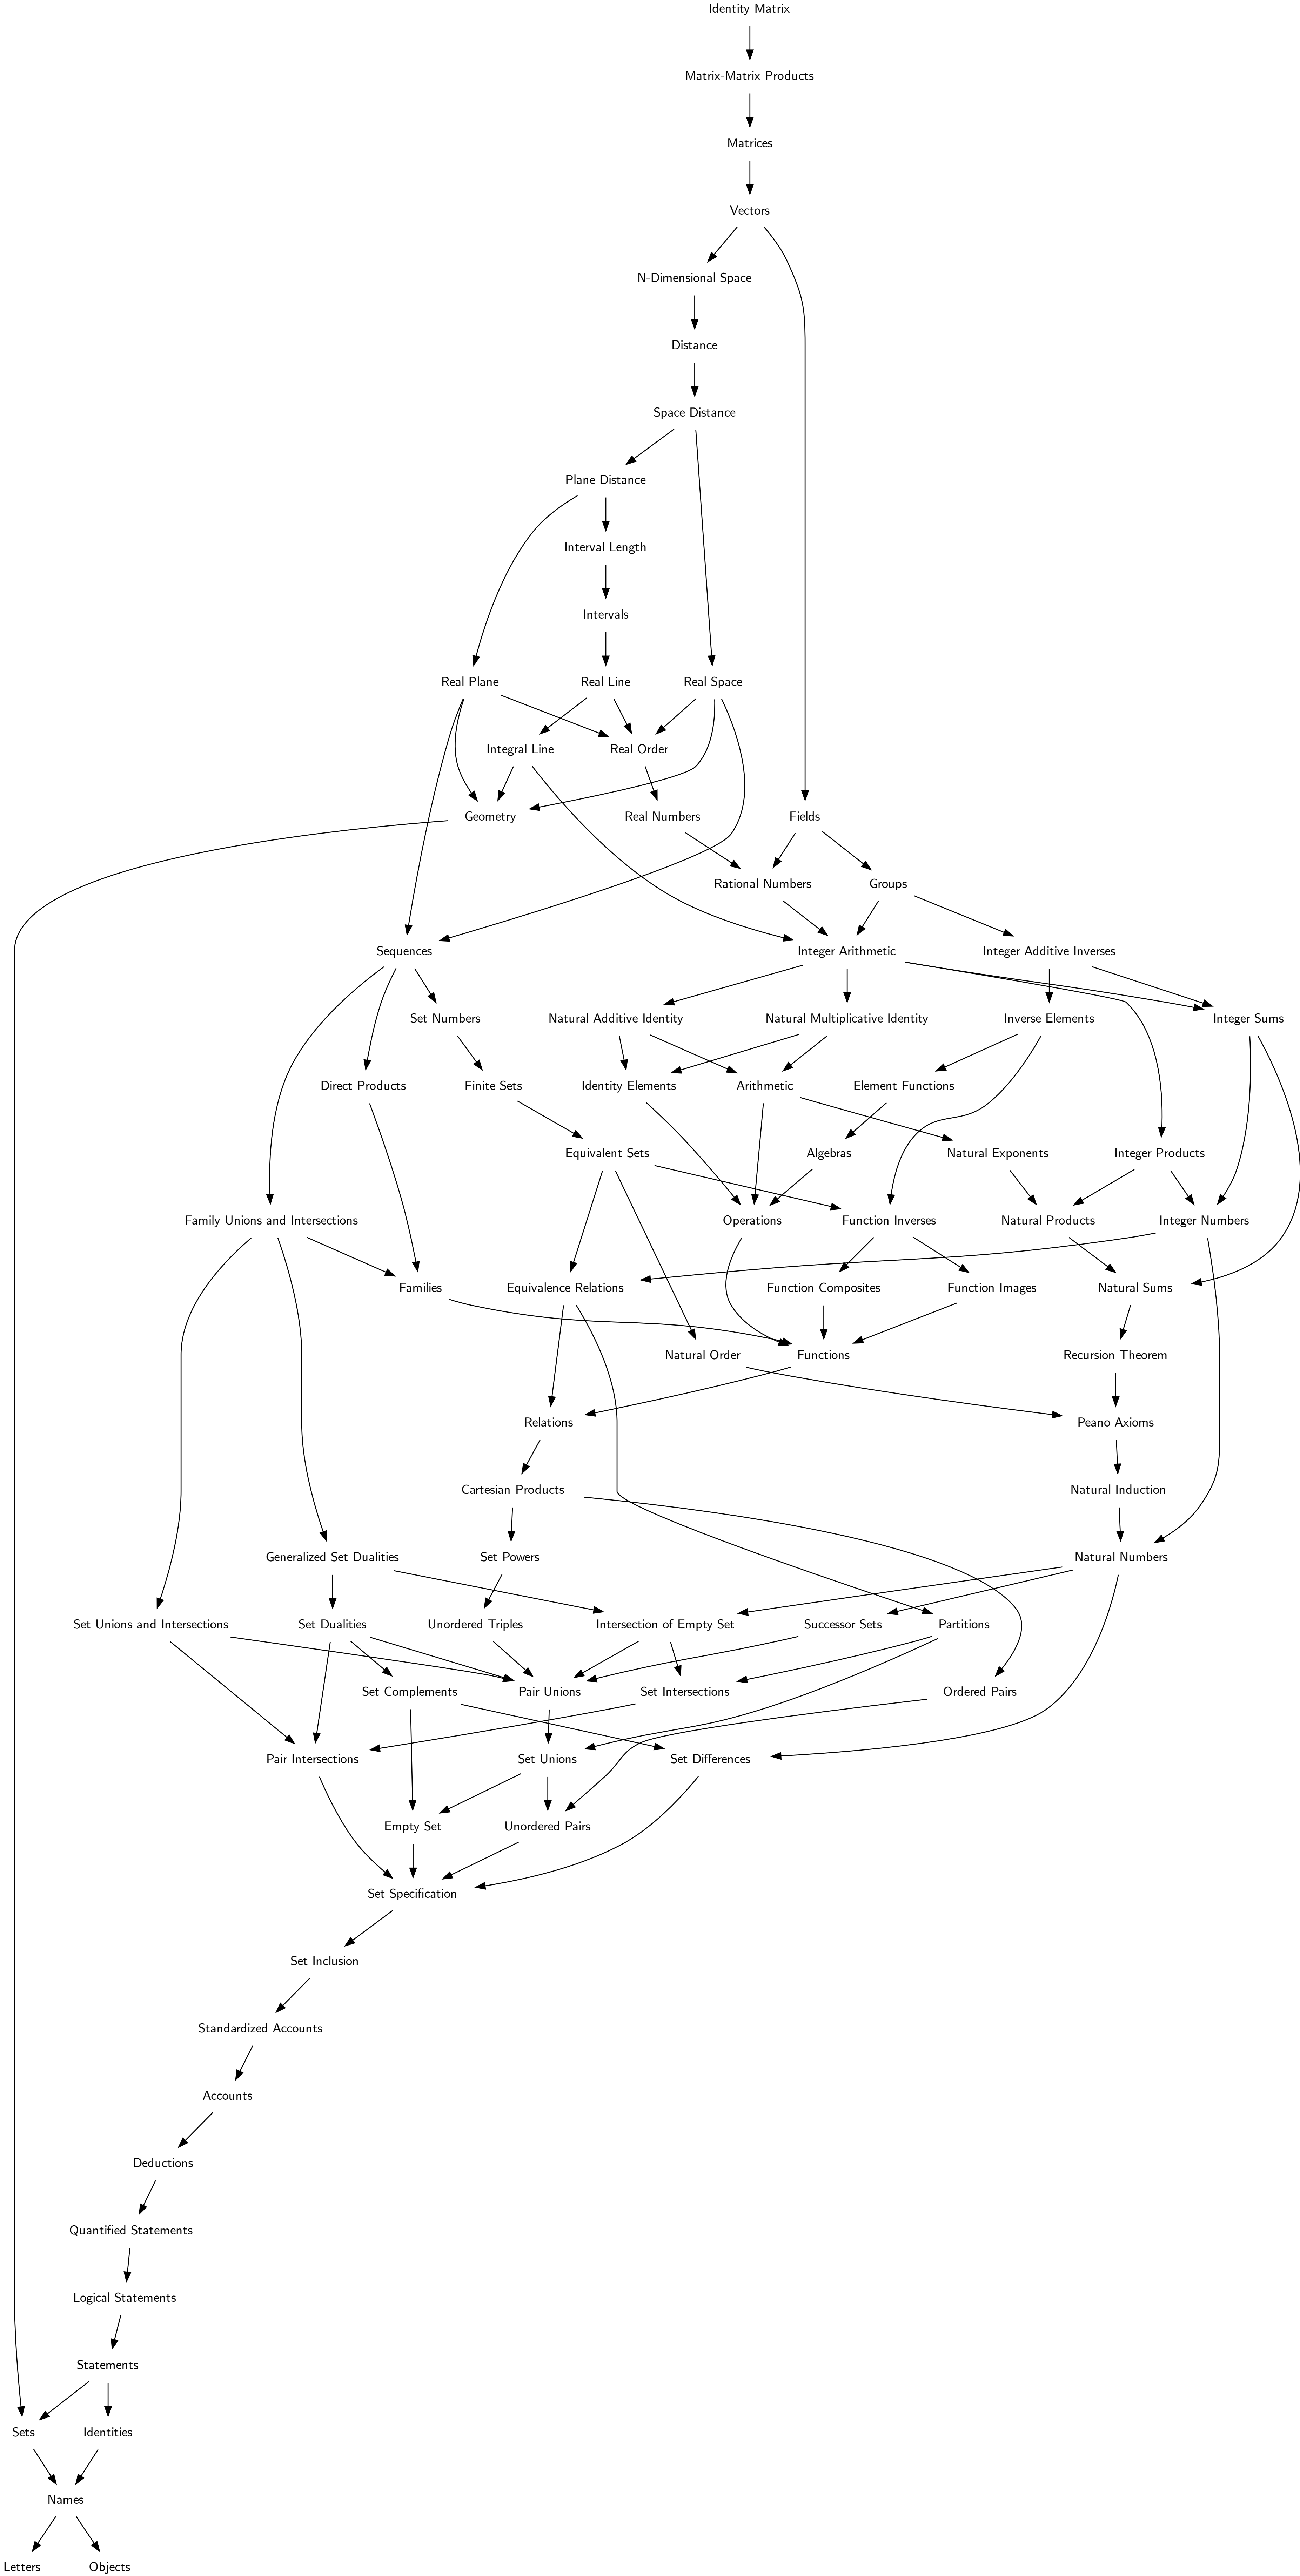 Identity Matrix
Matrix-Matrix Products
Matrices
Vectors
N-Dimensional Space
Distance
Space Distance
Plane Distance
Interval Length
Intervals
Real Plane
Real Line
Real Space
Integral Line
Real Order
Geometry
Real Numbers
Fields
Rational Numbers
Groups
Sequences
Integer Arithmetic
Integer Additive Inverses
Set Numbers
Natural Additive Identity
Natural Multiplicative Identity
Inverse Elements
Integer Sums
Direct Products
Finite Sets
Identity Elements
Arithmetic
Element Functions
Equivalent Sets
Algebras
Natural Exponents
Integer Products
Family Unions and Intersections
Operations
Function Inverses
Natural Products
Integer Numbers
Families
Equivalence Relations
Function Composites
Function Images
Natural Sums
Natural Order
Functions
Recursion Theorem
Relations
Peano Axioms
Cartesian Products
Natural Induction
Generalized Set Dualities
Set Powers
Natural Numbers
Set Unions and Intersections
Set Dualities
Unordered Triples
Intersection of Empty Set
Successor Sets
Partitions
Set Complements
Pair Unions
Set Intersections
Ordered Pairs
Pair Intersections
Set Unions
Set Differences
Empty Set
Unordered Pairs
Set Specification
Set Inclusion
Standardized Accounts
Accounts
Deductions
Quantified Statements
Logical Statements
Statements
Sets
Identities
Names
Letters
Objects